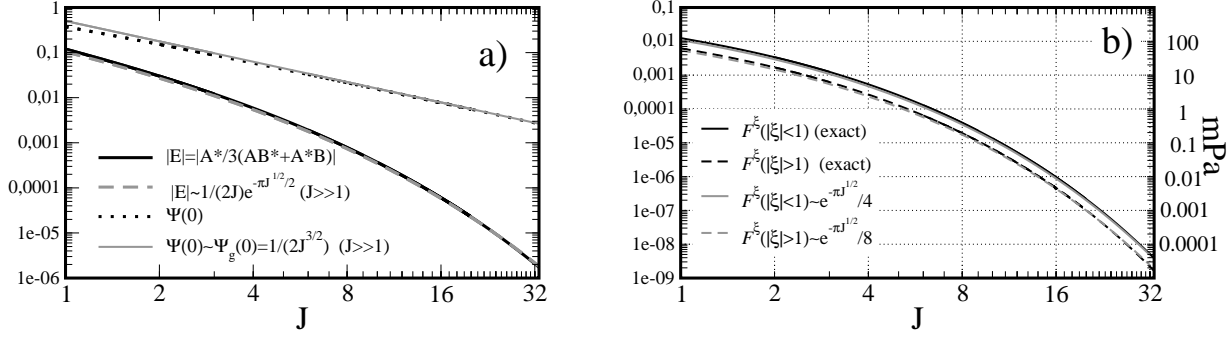 1
0.1
0,01
0,001
0,0001
1e-05
1e-06
a)
|E|=|A*/3(AB*+A*B)|
|E|~1/(2J)e^{-πJ^{1/2}/2} (J>>1)
Ψ(0)
Ψ(0)~Ψ_g(0)=1/(2J^{3/2}) (J>>1)
1 2 4 8 16 32
J
0,01
0,001
0,0001
1e-05
1e-06
1e-07
1e-08
1e-09
b)
F^ξ(|ξ|<1) (exact)
F^ξ(|ξ|>1) (exact)
F^ξ(|ξ|<1)~e^{-πJ^{1/2}}/4
F^ξ(|ξ|>1)~e^{-πJ^{1/2}}/8
1 2 4 8 16 32
J
100
10
1
0.1
0.01
0.001
0.0001
mPa